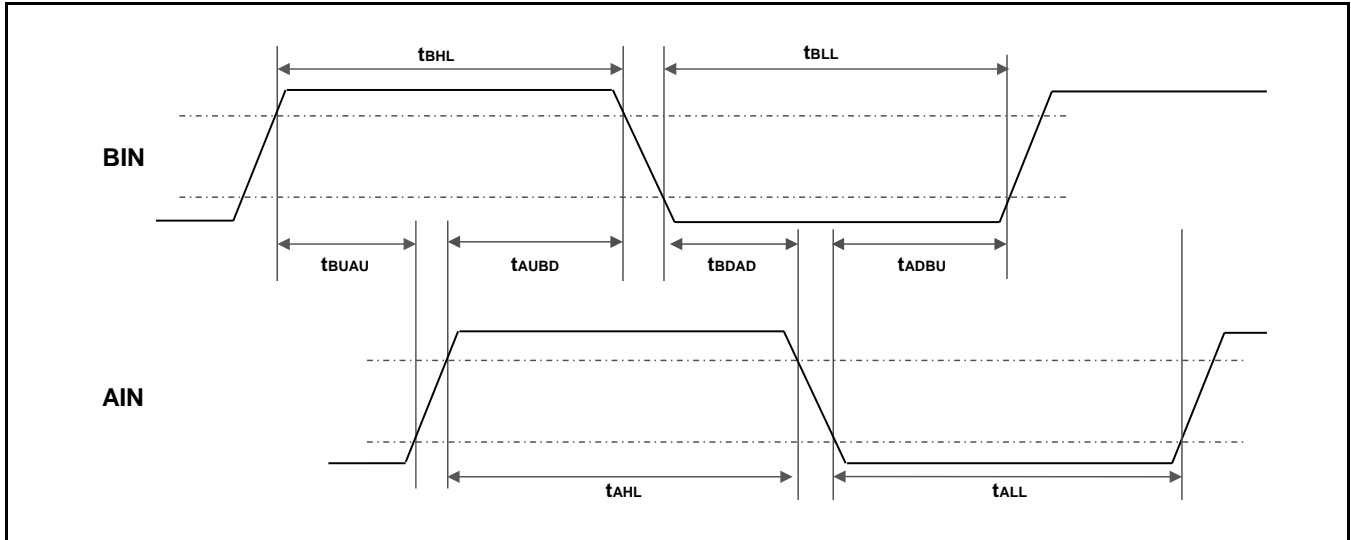 tBHL
tBLL
BIN
tBUAU
tAUBD
tBDAD
tADBU
AIN
tAHL
tALL